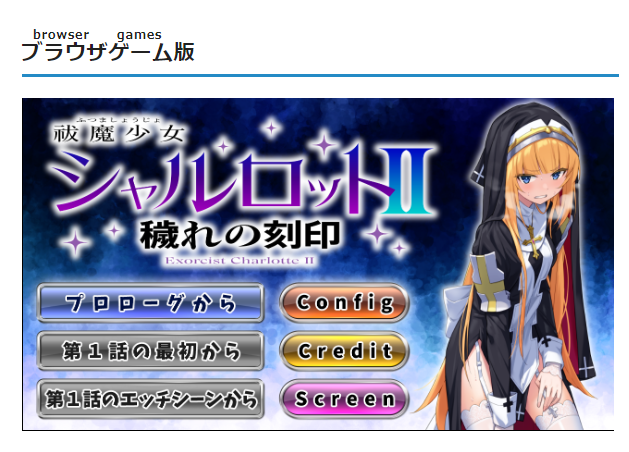 browser games
ブラウザゲーム版
ふつましょうじょ
祓魔少女
シャルロットII
穢れの刻印
Exorcist Charlotte II
プロローグから
Config
第1話の最初から
Credit
第1話のエッチシーンから
Screen